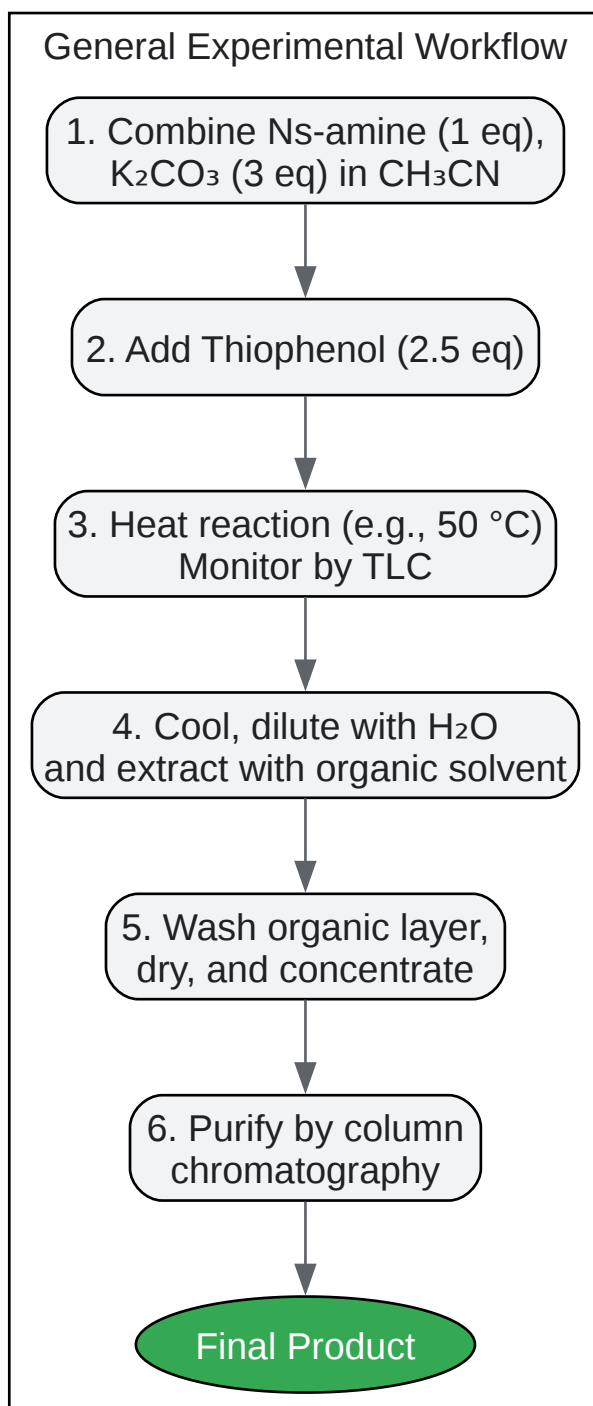 General Experimental Workflow
1. Combine Ns-amine (1 eq),
K₂CO₃ (3 eq) in CH₃CN
2. Add Thiophenol (2.5 eq)
3. Heat reaction (e.g., 50 °C)
Monitor by TLC
4. Cool, dilute with H₂O
and extract with organic solvent
5. Wash organic layer,
dry, and concentrate
6. Purify by column
chromatography
Final Product